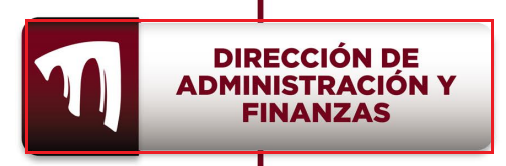 DIRECCIÓN DE
ADMINISTRACIÓN Y
FINANZAS